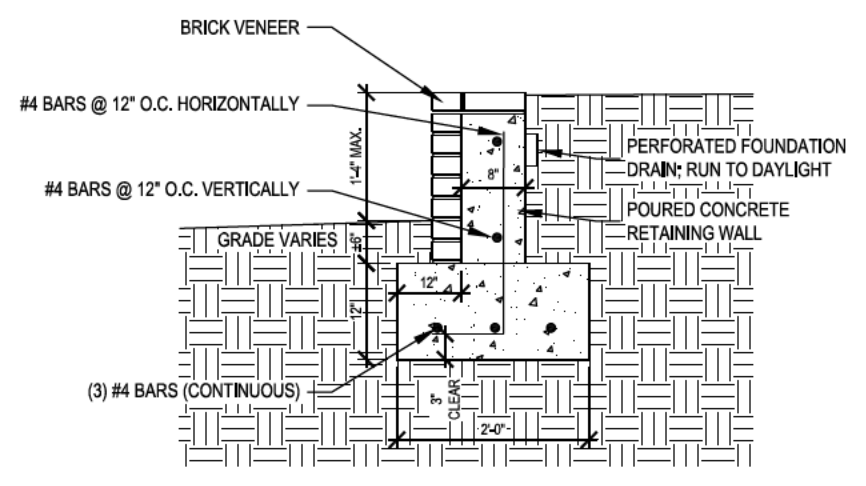 BRICK VENEER
#4 BARS @ 12" O.C. HORIZONTALLY
1'-4" MAX.
PERFORATED FOUNDATION
DRAIN; RUN TO DAYLIGHT
8"
#4 BARS @ 12" O.C. VERTICALLY
POURED CONCRETE
RETAINING WALL
GRADE VARIES
±6"
12"
12"
(3) #4 BARS (CONTINUOUS)
3"
CLEAR
2'-0"